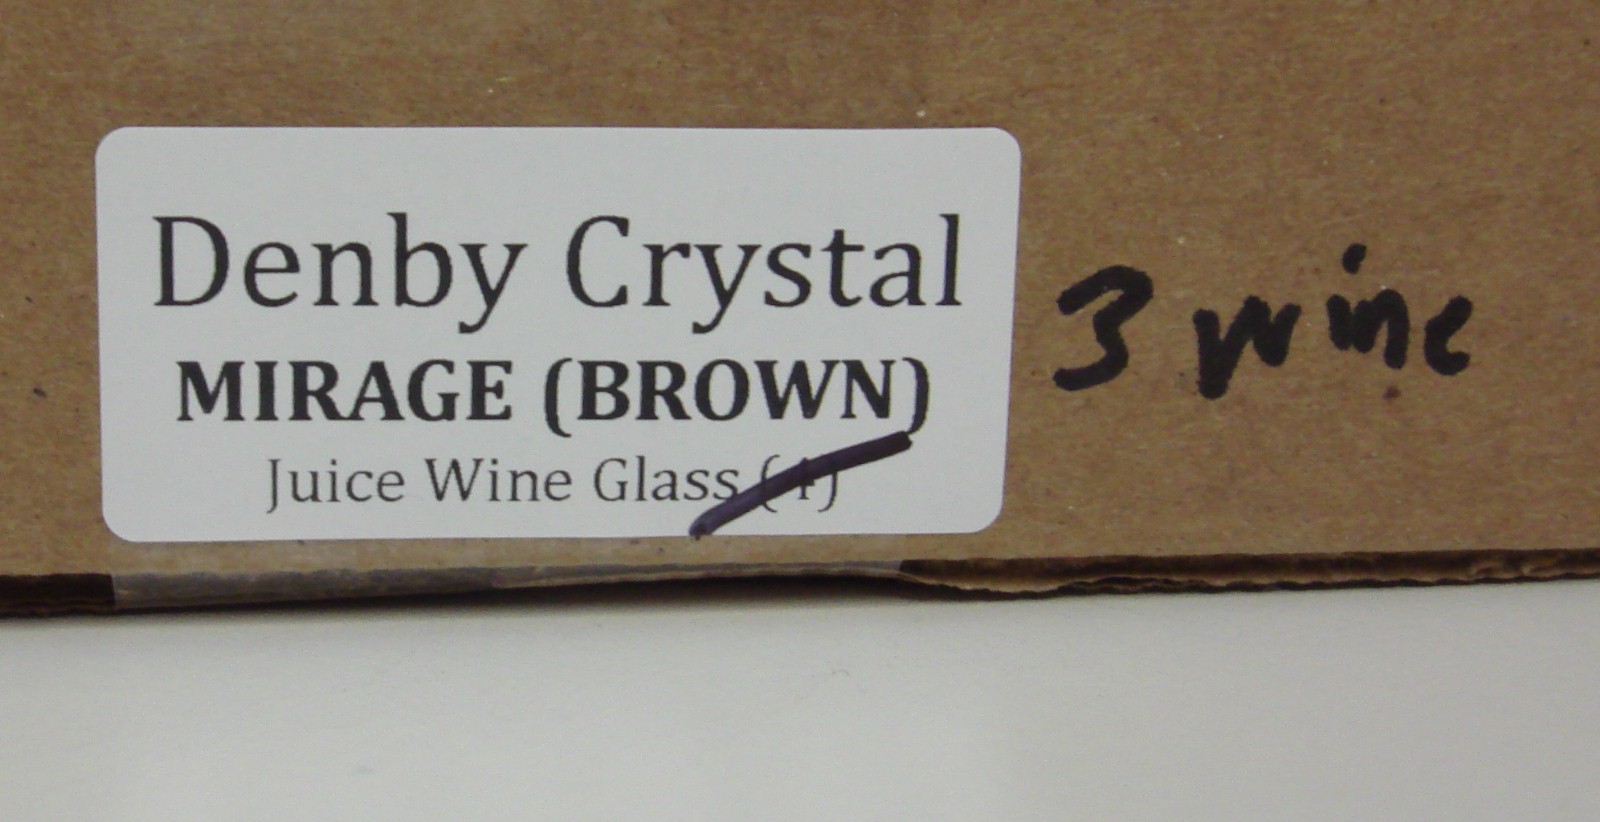 Denby Crystal
MIRAGE (BROWN)
Juice Wine Glass (4)
3 wine